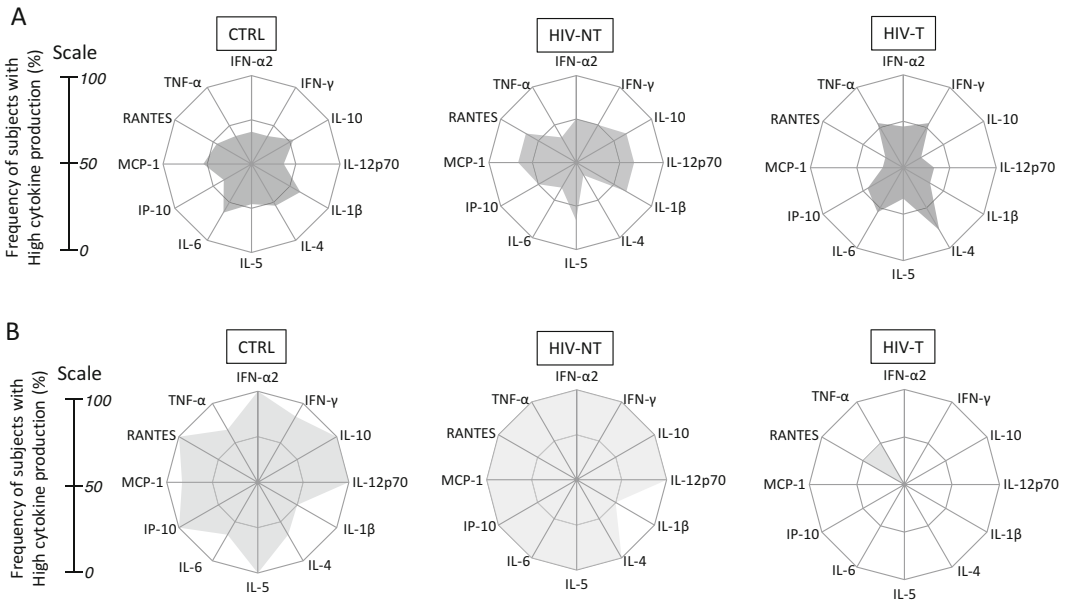 A
CTRL
HIV-NT
HIV-T
Frequency of subjects with
High cytokine production (%)
Scale
100
50
0
IFN-α2
IFN-γ
IL-10
IL-12p70
IL-1β
IL-4
IL-5
IL-6
IP-10
MCP-1
RANTES
TNF-α
IFN-α2
IFN-γ
IL-10
IL-12p70
IL-1β
IL-4
IL-5
IL-6
IP-10
MCP-1
RANTES
TNF-α
IFN-α2
IFN-γ
IL-10
IL-12p70
IL-1β
IL-4
IL-5
IL-6
IP-10
MCP-1
RANTES
TNF-α
B
CTRL
HIV-NT
HIV-T
Frequency of subjects with
High cytokine production (%)
Scale
100
50
0
IFN-α2
IFN-γ
IL-10
IL-12p70
IL-1β
IL-4
IL-5
IL-6
IP-10
MCP-1
RANTES
TNF-α
IFN-α2
IFN-γ
IL-10
IL-12p70
IL-1β
IL-4
IL-5
IL-6
IP-10
MCP-1
RANTES
TNF-α
IFN-α2
IFN-γ
IL-10
IL-12p70
IL-1β
IL-4
IL-5
IL-6
IP-10
MCP-1
RANTES
TNF-α